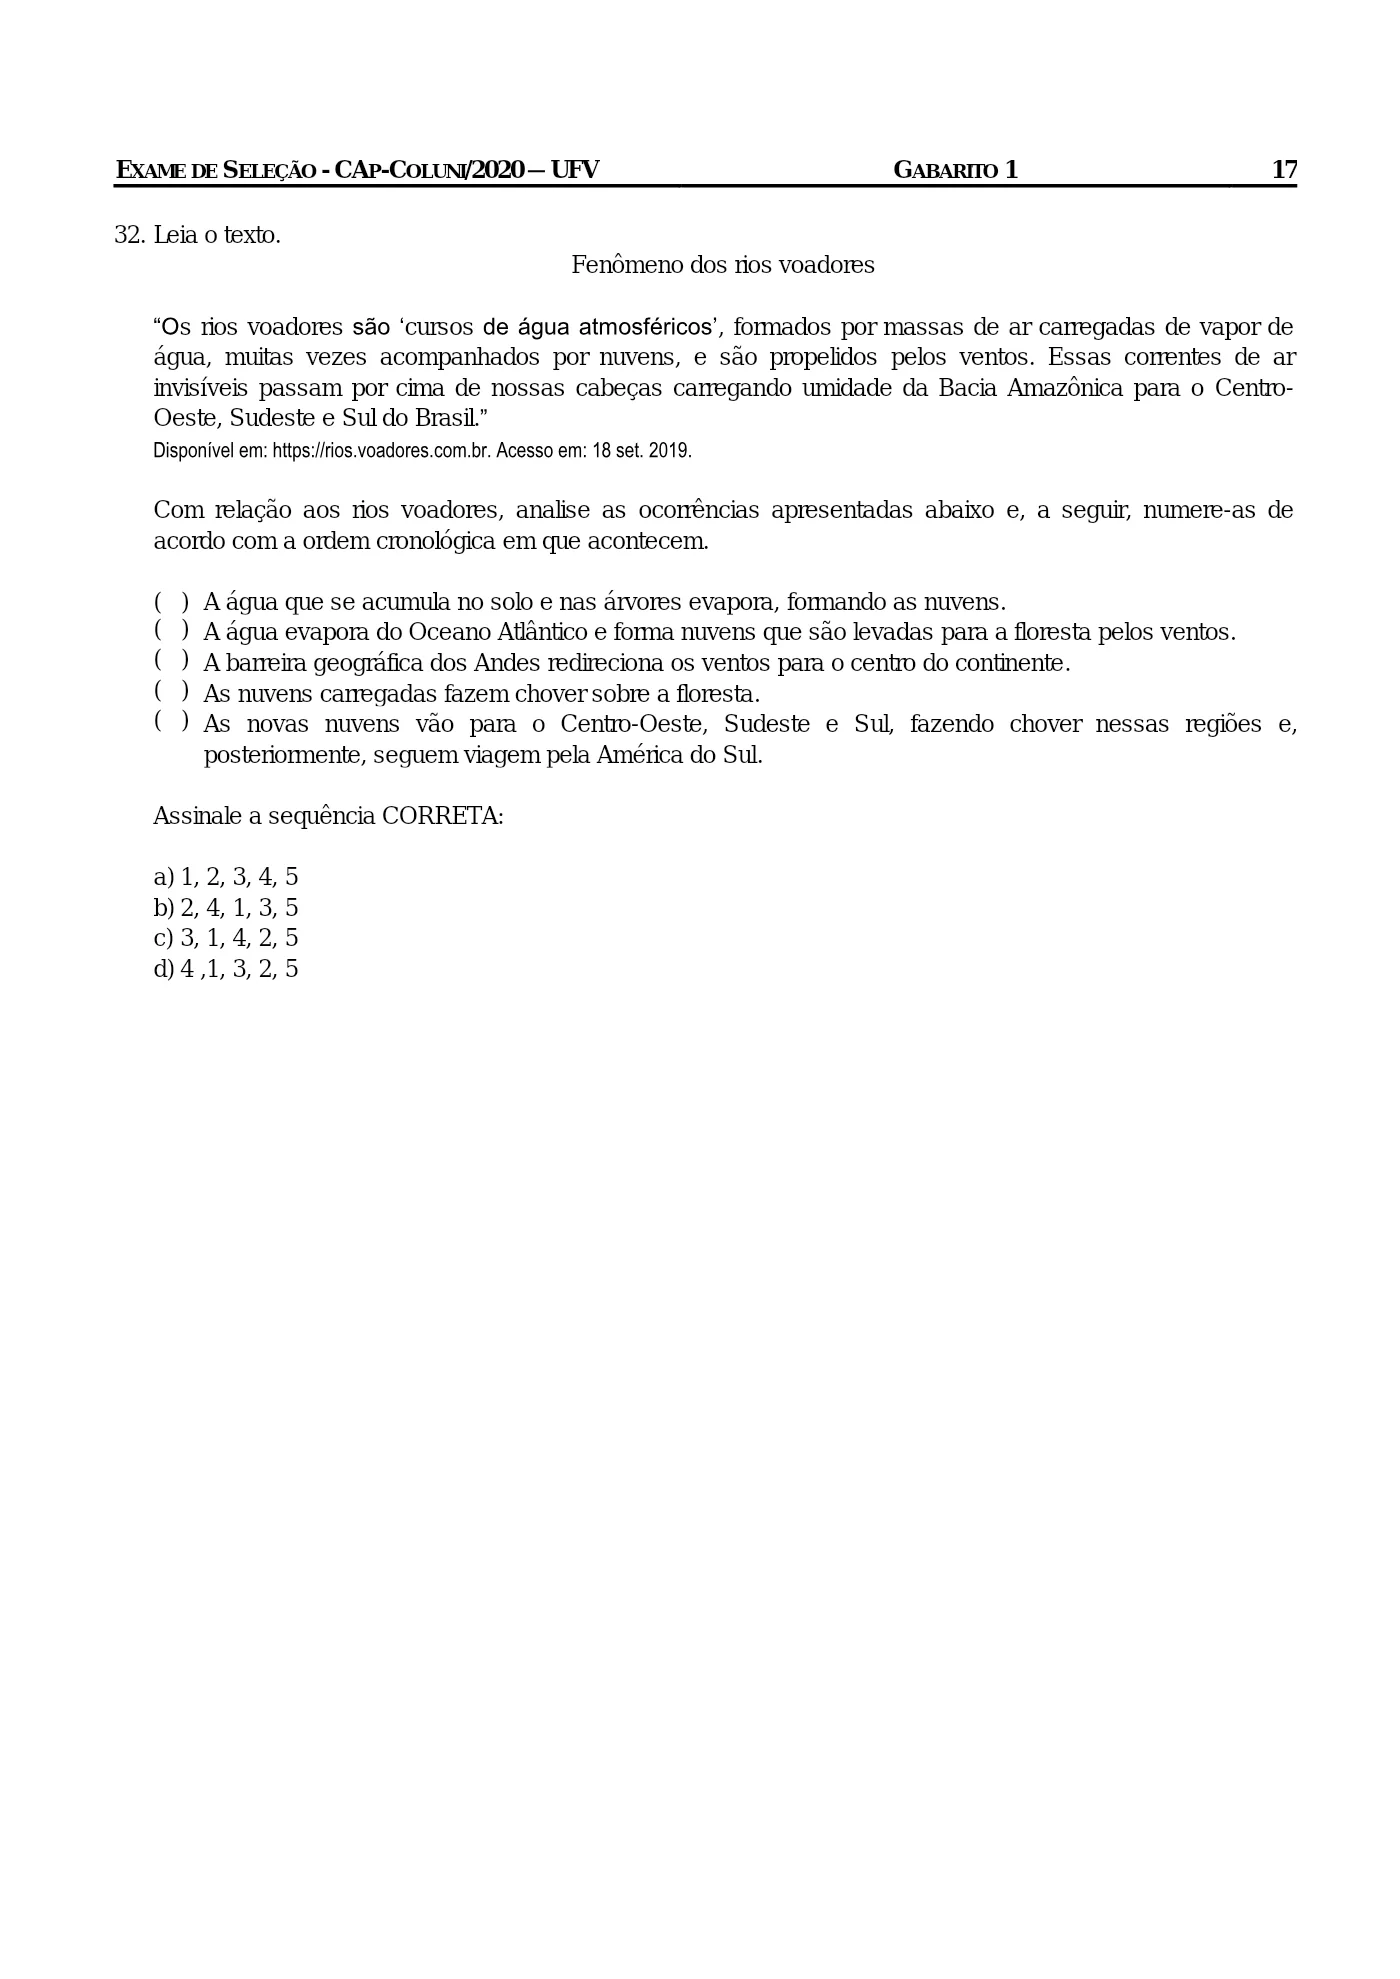 EXAME DE SELEÇÃO - CAP-COLUNI/2020 — UFV GABARITO 1 17
32. Leia o texto.
Fenômeno dos rios voadores
“Os rios voadores são ‘cursos de água atmosféricos’, formados por massas de ar carregadas de vapor de
água, muitas vezes acompanhados por nuvens, e são propelidos pelos ventos. Essas correntes de ar
invisíveis passam por cima de nossas cabeças carregando umidade da Bacia Amazônica para o Centro-
Oeste, Sudeste e Sul do Brasil.”
Disponível em: https://rios.voadores.com.br. Acesso em: 18 set. 2019.
Com relação aos rios voadores, analise as ocorrências apresentadas abaixo e, a seguir, numere-as de
acordo com a ordem cronológica em que acontecem.
( ) A água que se acumula no solo e nas árvores evapora, formando as nuvens.
( ) A água evapora do Oceano Atlântico e forma nuvens que são levadas para a floresta pelos ventos.
( ) A barreira geográfica dos Andes redireciona os ventos para o centro do continente.
( ) As nuvens carregadas fazem chover sobre a floresta.
( ) As novas nuvens vão para o Centro-Oeste, Sudeste e Sul, fazendo chover nessas regiões e,
posteriormente, seguem viagem pela América do Sul.
Assinale a sequência CORRETA:
a) 1, 2, 3, 4, 5
b) 2, 4, 1, 3, 5
c) 3, 1, 4, 2, 5
d) 4 ,1, 3, 2, 5